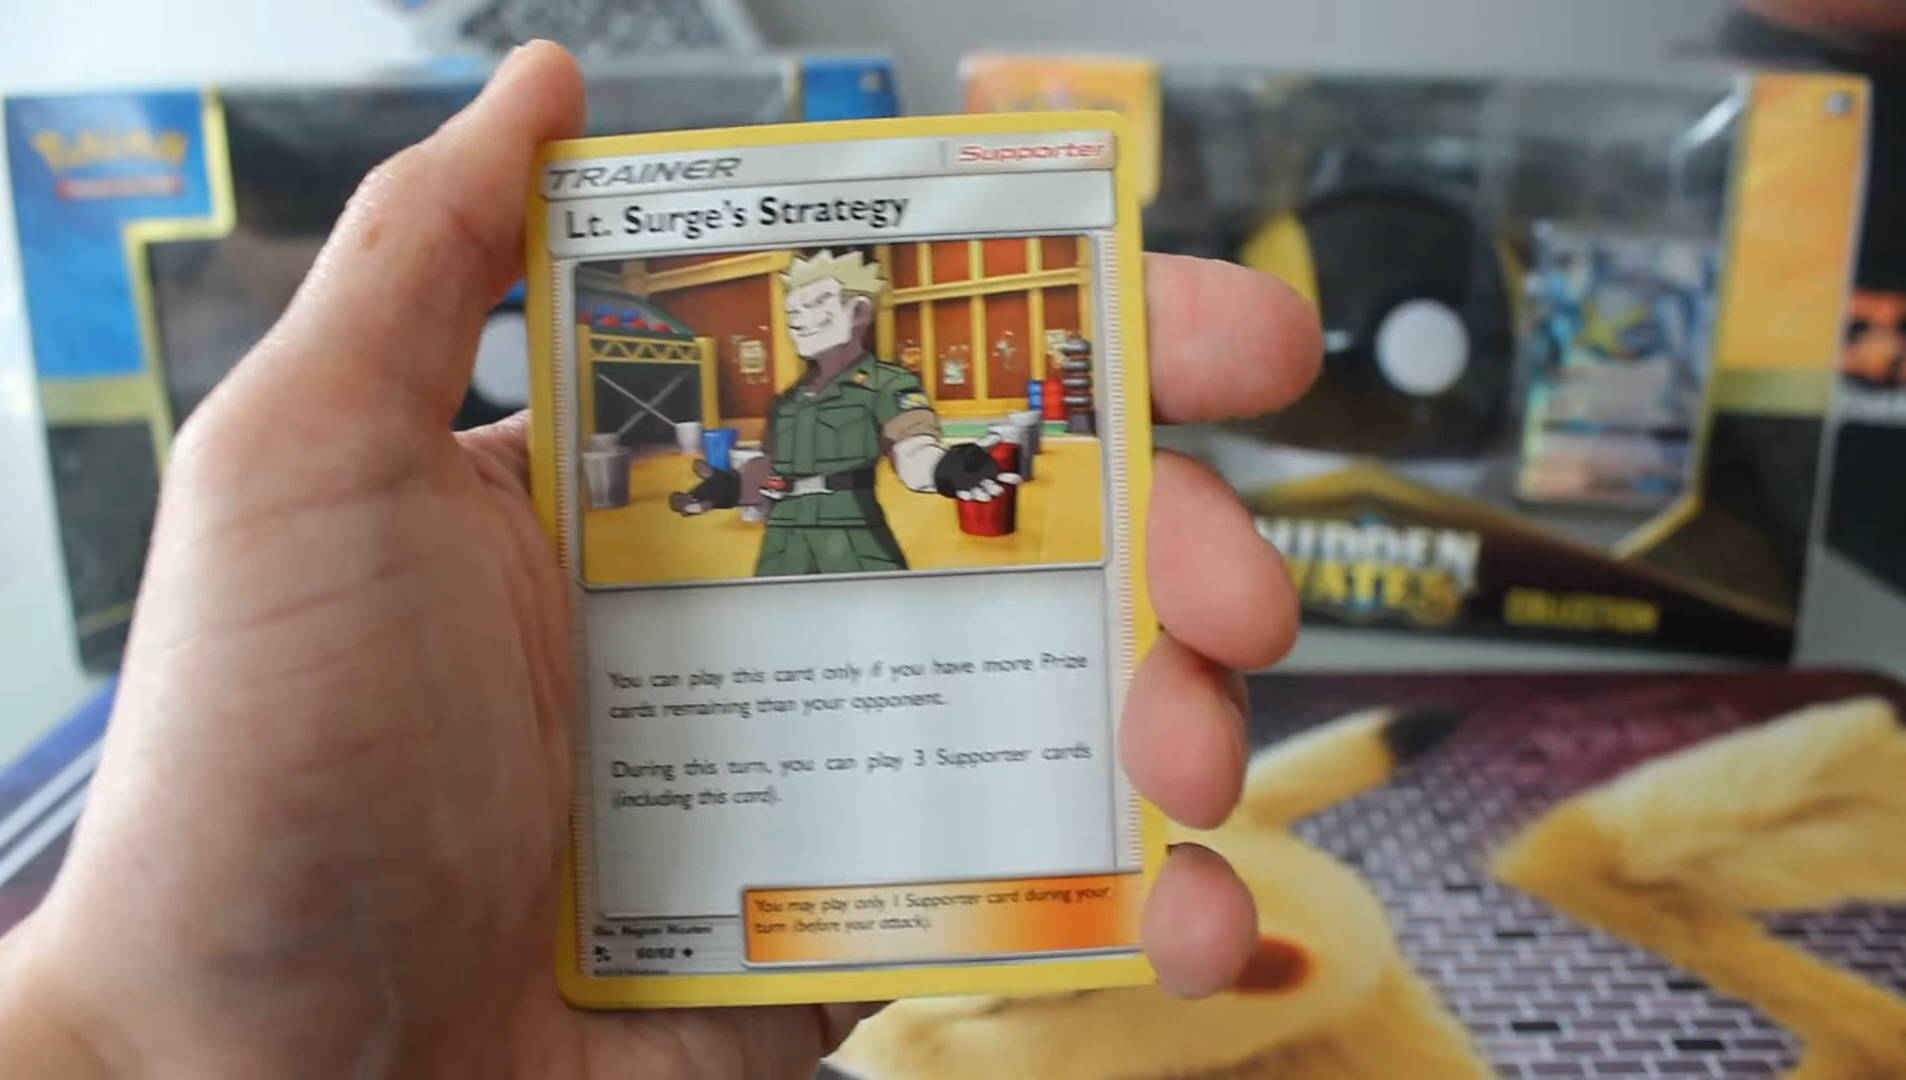 TRAINER
Supporter
Lt. Surge's Strategy
You can play this card only if you have more Prize
cards remaining than your opponent.
During this turn, you can play 3 Supporter cards
(including this card).
You may play only 1 Supporter card during your
turn (before your attack).
Illus. Nagomi Nijo
60/68
HIDDEN
FATES
COLLECTION
Pokémon